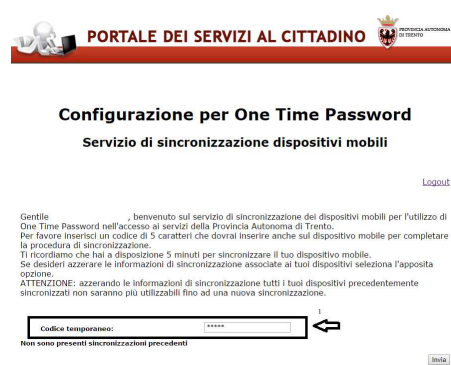 PORTALE DEI SERVIZI AL CITTADINO
PROVINCIA AUTONOMA
DI TRENTO
Configurazione per One Time Password
Servizio di sincronizzazione dispositivi mobili
Logout
Gentile , benvenuto sul servizio di sincronizzazione dei dispositivi mobili per l'utilizzo di
One Time Password nell'accesso ai servizi della Provincia Autonoma di Trento.
Per favore inserisci un codice di 5 caratteri che dovrai inserire anche sul dispositivo mobile per completare
la procedura di sincronizzazione.
Ti ricordiamo che hai a disposizione 5 minuti per sincronizzare il tuo dispositivo mobile.
Se desideri azzerare le informazioni di sincronizzazione associate ai tuoi dispositivi seleziona l'apposita
opzione.
ATTENZIONE: azzerando le informazioni di sincronizzazione tutti i tuoi dispositivi precedentemente
sincronizzati non saranno più utilizzabili fino ad una nuova sincronizzazione.
1
Codice temporaneo: *****
Non sono presenti sincronizzazioni precedenti
Invia